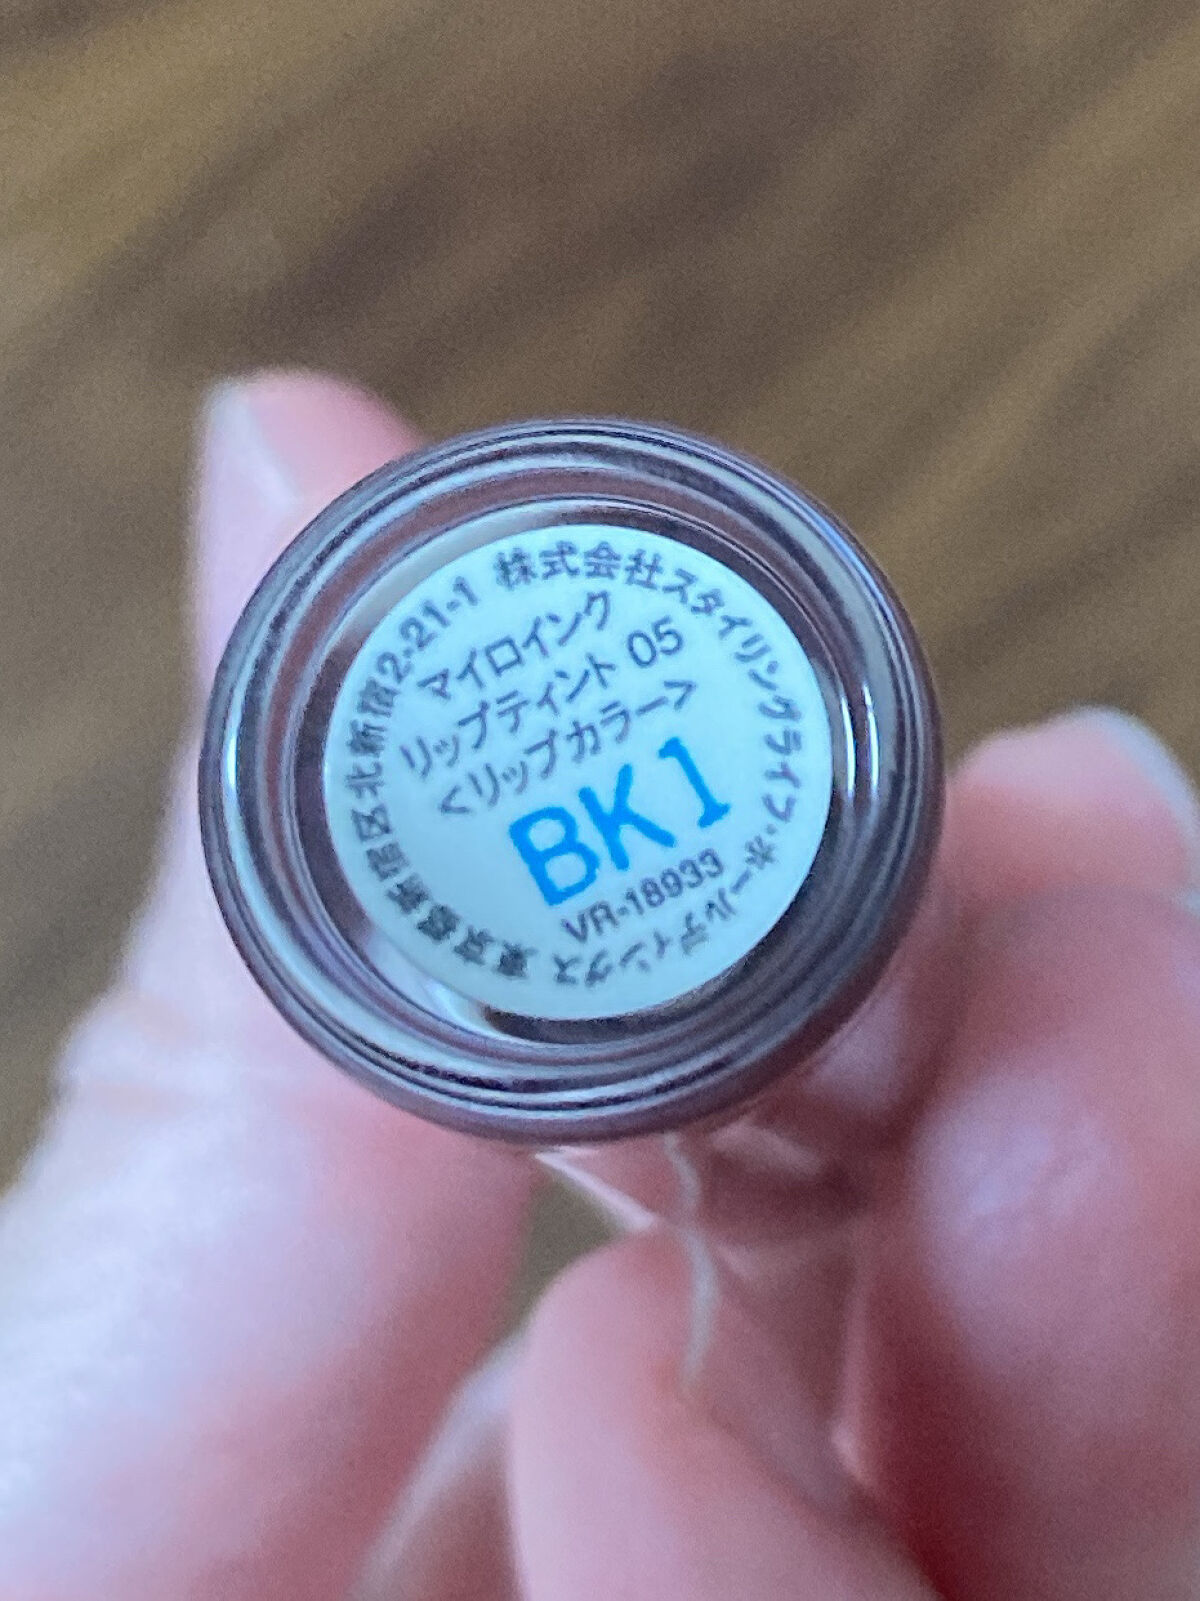 マイロインク
リップティント 05
<リップカラー>
BK1
VR-18933
株式会社スタイリングライフ・ホールディングス 東京都新宿区北新宿2-21-1